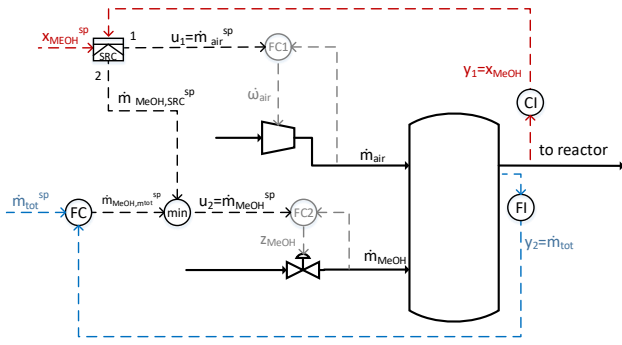 x_MEOH^sp
SRC
1
2
u₁=ṁ_air^sp
FC1
y₁=x_MeOH
CI
ṁ_MeOH,SRC^sp
ω̇_air
ṁ_air
to reactor
ṁ_tot^sp
FC
ṁ_MeOH,mtot^sp
min
u₂=ṁ_MeOH^sp
FC2
FI
z_MeOH
ṁ_MeOH
y₂=ṁ_tot